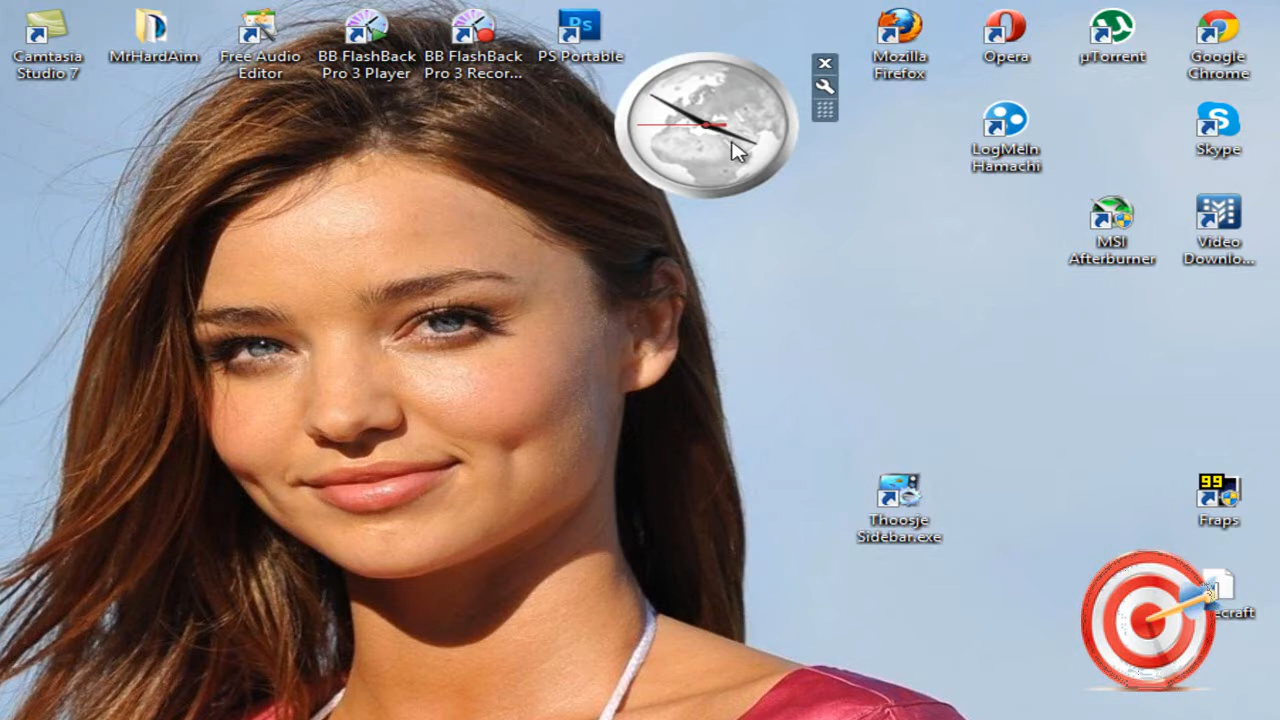 Camtasia
Studio 7
MrHardAim
Free Audio
Editor
BB FlashBack
Pro 3 Player
BB FlashBack
Pro 3 Recor...
Ps
PS Portable
Mozilla
Firefox
Opera
µTorrent
Google
Chrome
LogMeIn
Hamachi
Skype
MSI
Afterburner
Video
Downlo...
Thoosje
Sidebar.exe
99
Fraps
ecraft